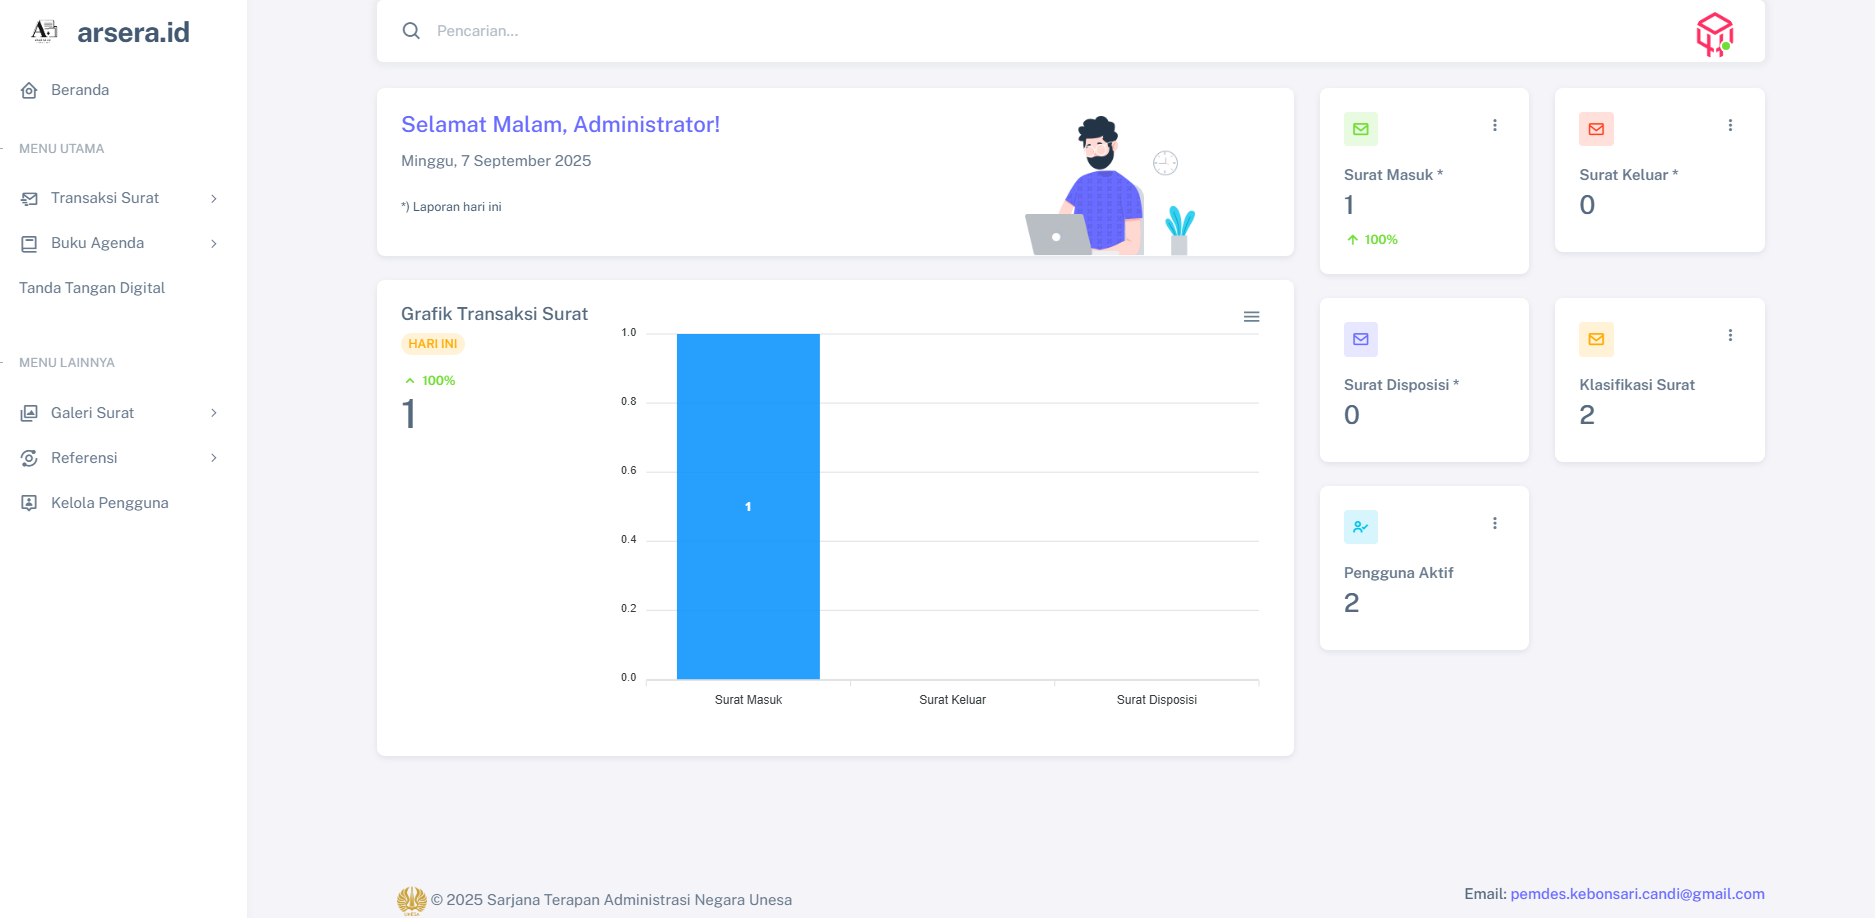 arsera.id
Beranda
MENU UTAMA
Transaksi Surat
Buku Agenda
Tanda Tangan Digital
MENU LAINNYA
Galeri Surat
Referensi
Kelola Pengguna
Pencarian...
Selamat Malam, Administrator!
Minggu, 7 September 2025
*) Laporan hari ini
Grafik Transaksi Surat
HARI INI
100%
1
1.0
0.8
0.6
0.4
0.2
0.0
1
Surat Masuk
Surat Keluar
Surat Disposisi
Surat Masuk *
1
100%
Surat Keluar *
0
Surat Disposisi *
0
Klasifikasi Surat
2
Pengguna Aktif
2
© 2025 Sarjana Terapan Administrasi Negara Unesa
Email: pemdes.kebonsari.candi@gmail.com